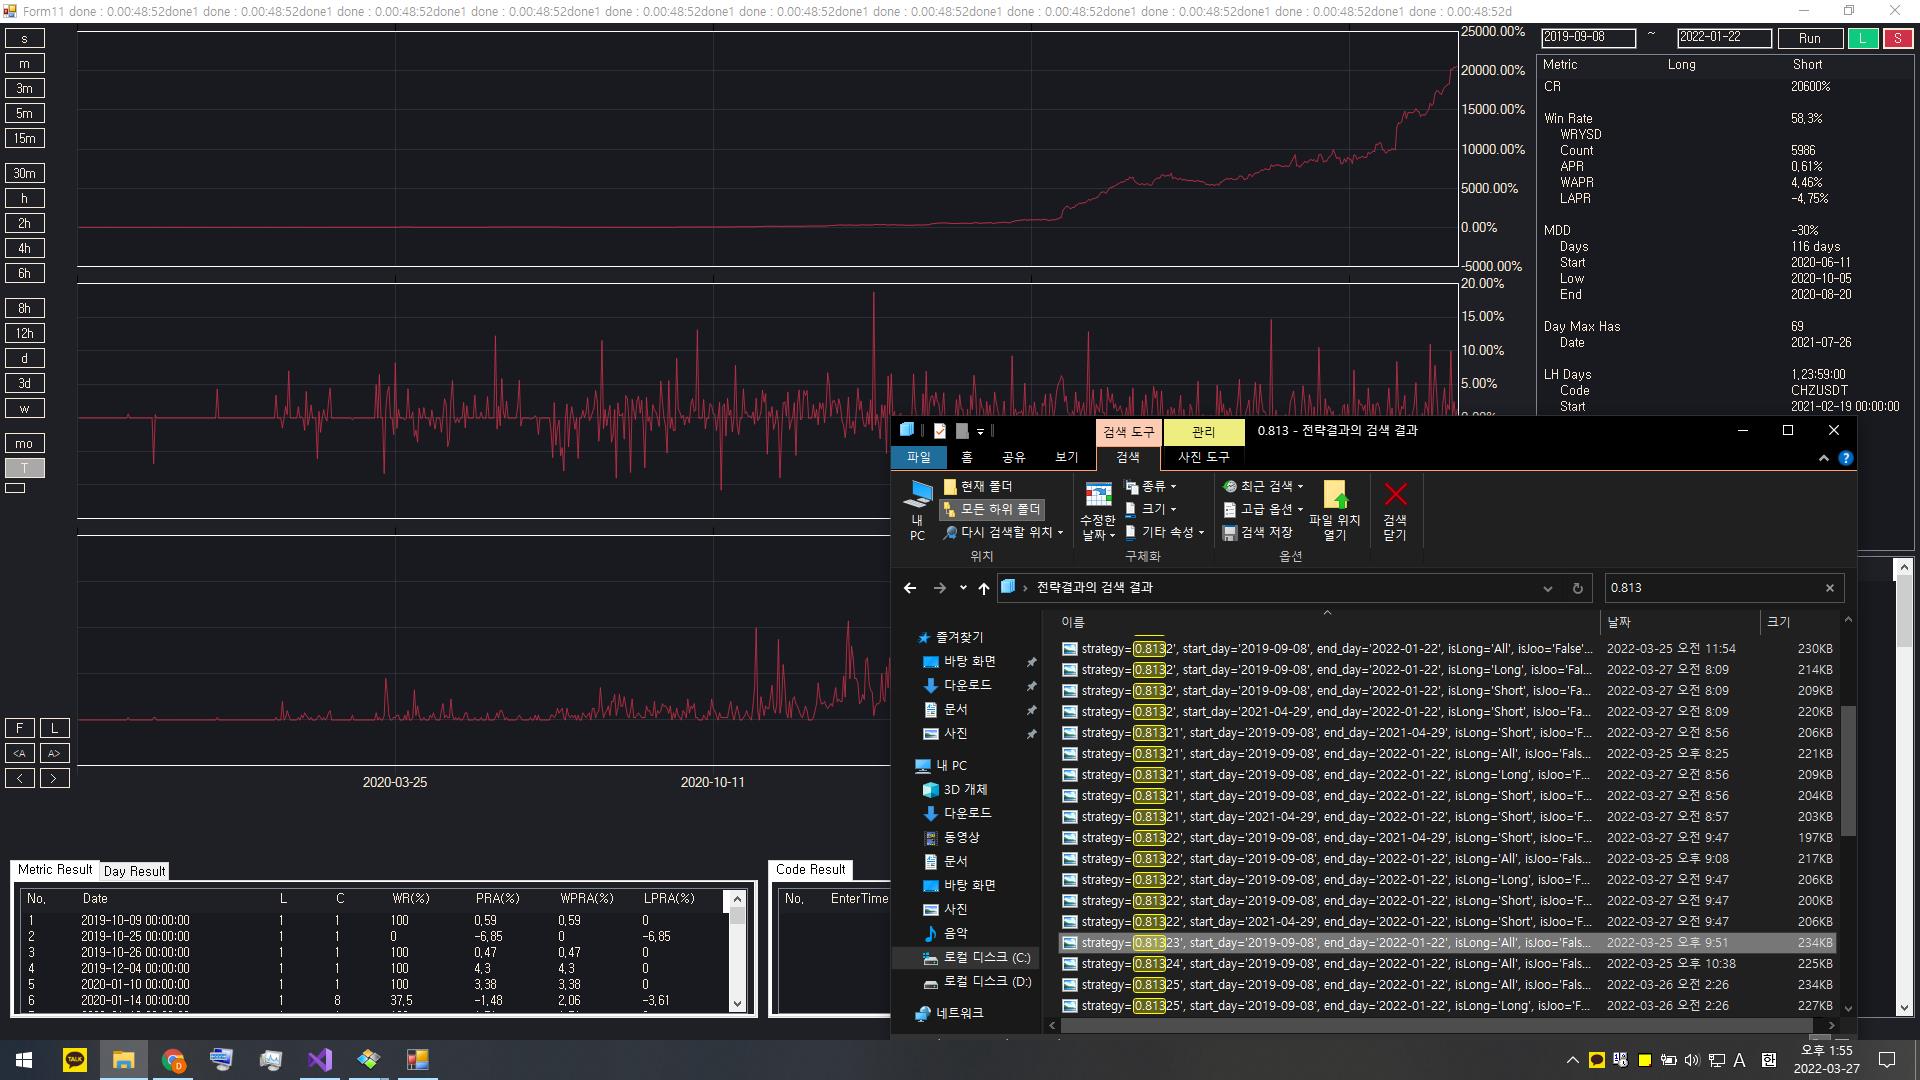 Form11 done : 0.00:48:52done1 done : 0.00:48:52done1 done : 0.00:48:52done1 done : 0.00:48:52done1 done : 0.00:48:52done1 done : 0.00:48:52done1 done : 0.00:48:52done1 done : 0.00:48:52done1 done : 0.00:48:52d
s
m
3m
5m
15m
30m
h
2h
4h
6h
8h
12h
d
3d
w
mo
T
F L
<A A>
< >
25000.00%
20000.00%
15000.00%
10000.00%
5000.00%
0.00%
-5000.00%
20.00%
15.00%
10.00%
5.00%
2020-03-25 2020-10-11
2019-09-08 ~ 2022-01-22 Run L S
Metric Long Short
CR 20600%
Win Rate 58,3%
WRYSD
Count 5986
APR 0,61%
WAPR 4,46%
LAPR -4,75%
MDD -30%
Days 116 days
Start 2020-06-11
Low 2020-10-05
End 2020-08-20
Day Max Has 69
Date 2021-07-26
LH Days 1,23:59:00
Code CHZUSDT
Start 2021-02-19 00:00:00
Metric Result Day Result
No, Date L C WR(%) PRA(%) WPRA(%) LPRA(%)
1 2019-10-09 00:00:00 1 1 100 0,59 0,59 0
2 2019-10-25 00:00:00 1 1 0 -6,85 0 -6,85
3 2019-10-26 00:00:00 1 1 100 0,47 0,47 0
4 2019-12-04 00:00:00 1 1 100 4,3 4,3 0
5 2020-01-10 00:00:00 1 1 100 3,38 3,38 0
6 2020-01-14 00:00:00 1 8 37,5 -1,48 2,06 -3,61
Code Result
No, EnterTime
검색 도구 관리 0.813 - 전략결과의 검색 결과
파일 홈 공유 보기 검색 사진 도구
내 PC
현재 폴더
모든 하위 폴더
다시 검색할 위치
위치
수정한 날짜
종류
크기
기타 속성
구체화
최근 검색
고급 옵션
검색 저장
파일 위치 열기
옵션
검색 닫기
전략결과의 검색 결과 0.813
즐겨찾기
바탕 화면
다운로드
문서
사진
내 PC
3D 개체
다운로드
동영상
문서
바탕 화면
사진
음악
로컬 디스크 (C:)
로컬 디스크 (D:)
네트워크
이름 날짜 크기
strategy='0.8132', start_day='2019-09-08', end_day='2022-01-22', isLong='All', isJoo='False'... 2022-03-25 오전 11:54 230KB
strategy='0.8132', start_day='2019-09-08', end_day='2022-01-22', isLong='Long', isJoo='Fal... 2022-03-27 오전 8:09 214KB
strategy='0.8132', start_day='2019-09-08', end_day='2022-01-22', isLong='Short', isJoo='Fa... 2022-03-27 오전 8:09 209KB
strategy='0.8132', start_day='2021-04-29', end_day='2022-01-22', isLong='Short', isJoo='Fa... 2022-03-27 오전 8:09 220KB
strategy='0.81321', start_day='2019-09-08', end_day='2021-04-29', isLong='Short', isJoo='F... 2022-03-27 오전 8:56 206KB
strategy='0.81321', start_day='2019-09-08', end_day='2022-01-22', isLong='All', isJoo='Fals... 2022-03-25 오후 8:25 221KB
strategy='0.81321', start_day='2019-09-08', end_day='2022-01-22', isLong='Long', isJoo='F... 2022-03-27 오전 8:56 209KB
strategy='0.81321', start_day='2019-09-08', end_day='2022-01-22', isLong='Short', isJoo='F... 2022-03-27 오전 8:56 204KB
strategy='0.81321', start_day='2021-04-29', end_day='2022-01-22', isLong='Short', isJoo='F... 2022-03-27 오전 8:57 203KB
strategy='0.81322', start_day='2019-09-08', end_day='2021-04-29', isLong='Short', isJoo='F... 2022-03-27 오전 9:47 197KB
strategy='0.81322', start_day='2019-09-08', end_day='2022-01-22', isLong='All', isJoo='Fals... 2022-03-25 오후 9:08 217KB
strategy='0.81322', start_day='2019-09-08', end_day='2022-01-22', isLong='Long', isJoo='F... 2022-03-27 오전 9:47 206KB
strategy='0.81322', start_day='2019-09-08', end_day='2022-01-22', isLong='Short', isJoo='F... 2022-03-27 오전 9:47 200KB
strategy='0.81322', start_day='2021-04-29', end_day='2022-01-22', isLong='Short', isJoo='F... 2022-03-27 오전 9:47 206KB
strategy='0.81323', start_day='2019-09-08', end_day='2022-01-22', isLong='All', isJoo='Fals... 2022-03-25 오후 9:51 234KB
strategy='0.81324', start_day='2019-09-08', end_day='2022-01-22', isLong='All', isJoo='Fals... 2022-03-25 오후 10:38 225KB
strategy='0.81325', start_day='2019-09-08', end_day='2022-01-22', isLong='All', isJoo='Fals... 2022-03-26 오전 2:26 234KB
strategy='0.81325', start_day='2019-09-08', end_day='2022-01-22', isLong='Long', isJoo='F... 2022-03-26 오전 2:26 227KB
TALK
A 한
오후 1:55
2022-03-27